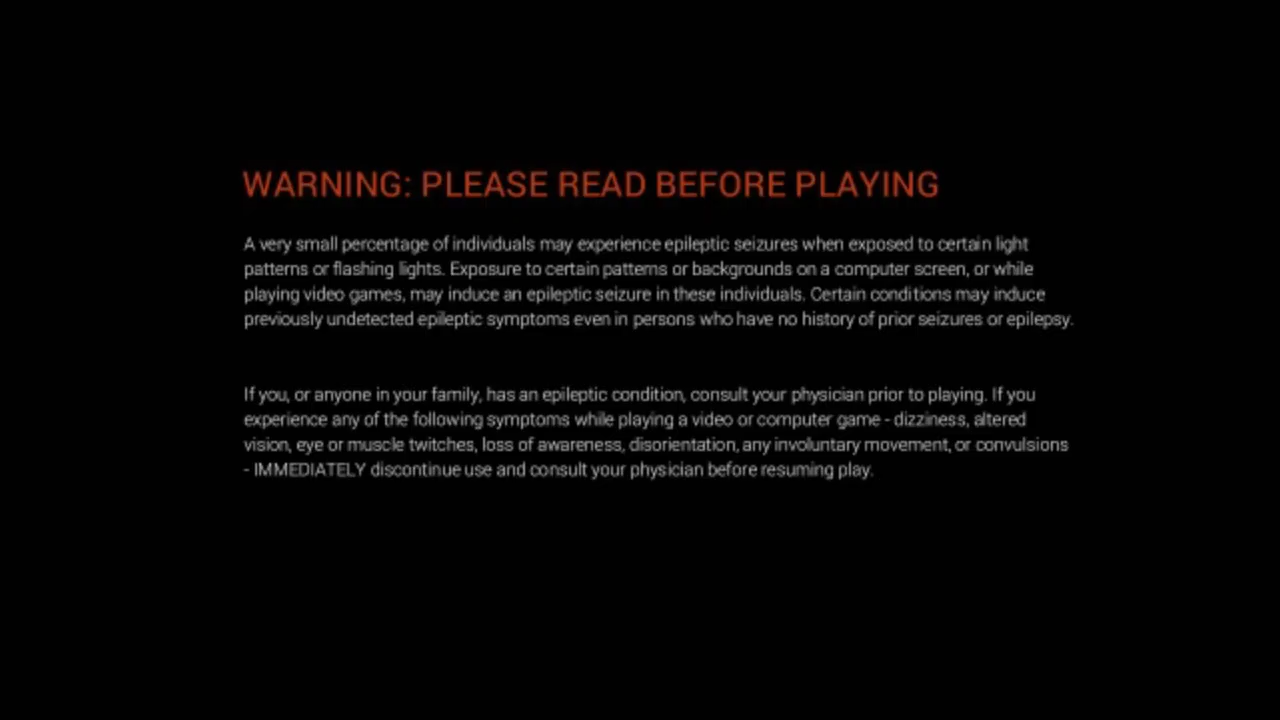 WARNING: PLEASE READ BEFORE PLAYING
A very small percentage of individuals may experience epileptic seizures when exposed to certain light
patterns or flashing lights. Exposure to certain patterns or backgrounds on a computer screen, or while
playing video games, may induce an epileptic seizure in these individuals. Certain conditions may induce
previously undetected epileptic symptoms even in persons who have no history of prior seizures or epilepsy.
If you, or anyone in your family, has an epileptic condition, consult your physician prior to playing. If you
experience any of the following symptoms while playing a video or computer game - dizziness, altered
vision, eye or muscle twitches, loss of awareness, disorientation, any involuntary movement, or convulsions
- IMMEDIATELY discontinue use and consult your physician before resuming play.